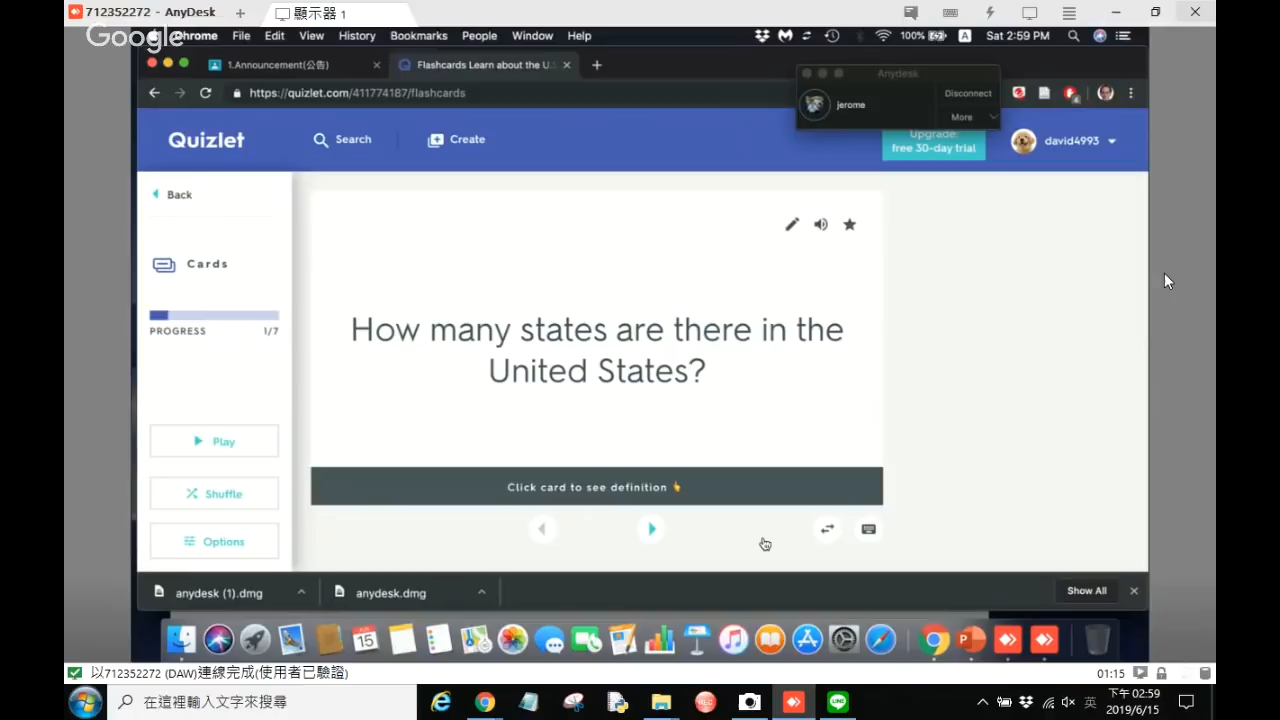 712352272 - AnyDesk
顯示器 1
Google
Chrome File Edit View History Bookmarks People Window Help
100%
A
Sat 2:59 PM
1.Announcement(公告)
Flashcards Learn about the U.S
Anydesk
https://quizlet.com/411774187/flashcards
jerome
Disconnect
More
Quizlet
Search
Create
Upgrade:
free 30-day trial
david4993
Back
Cards
PROGRESS 1/7
How many states are there in the
United States?
Play
Click card to see definition
Shuffle
Options
anydesk (1).dmg
anydesk.dmg
Show All
JUN
15
以712352272 (DAW)連線完成(使用者已驗證)
01:15
在這裡輸入文字來搜尋
REC
LINE
英
下午 02:59
2019/6/15